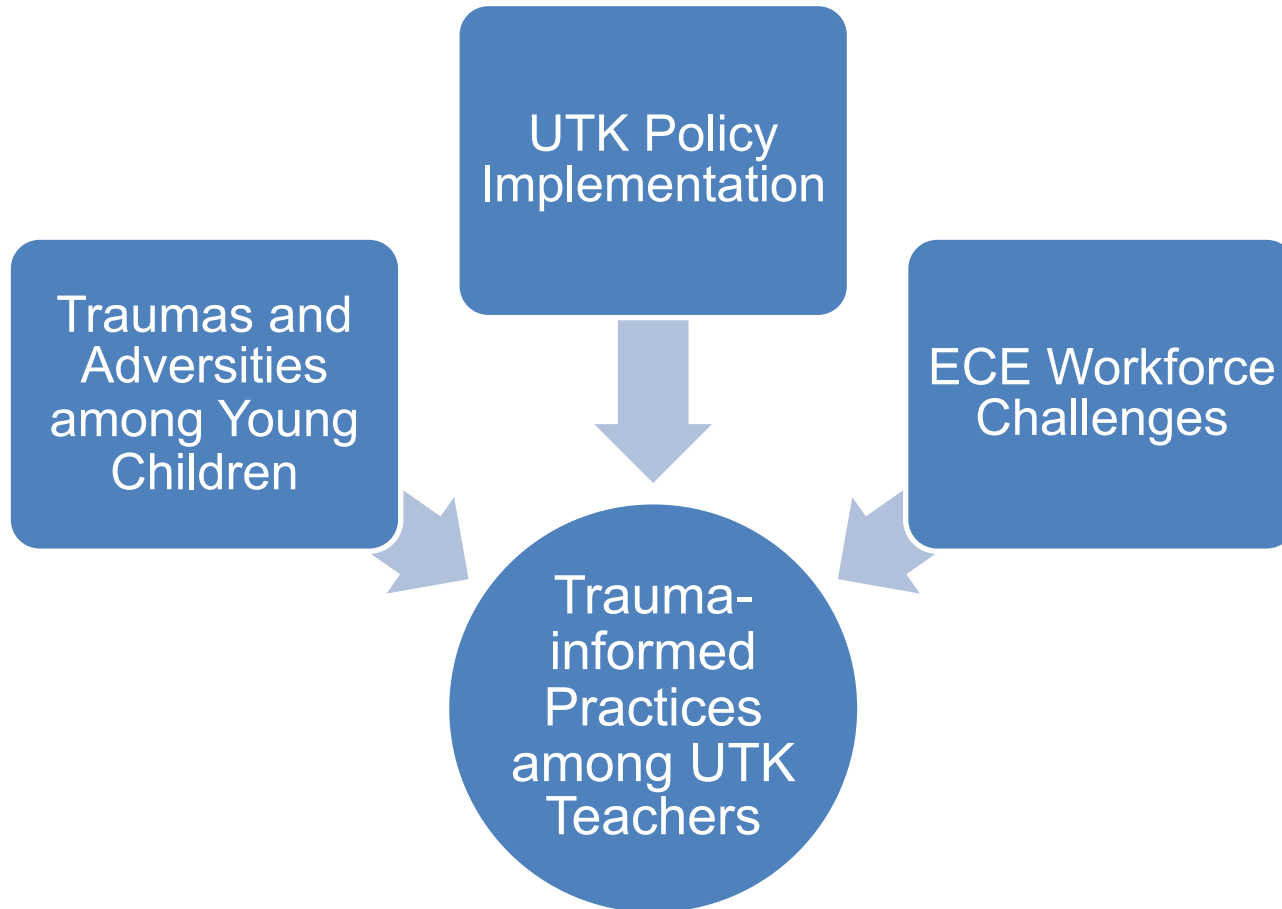 UTK Policy
Implementation
Traumas and
Adversities
among Young
Children
ECE Workforce
Challenges
Trauma-
informed
Practices
among UTK
Teachers